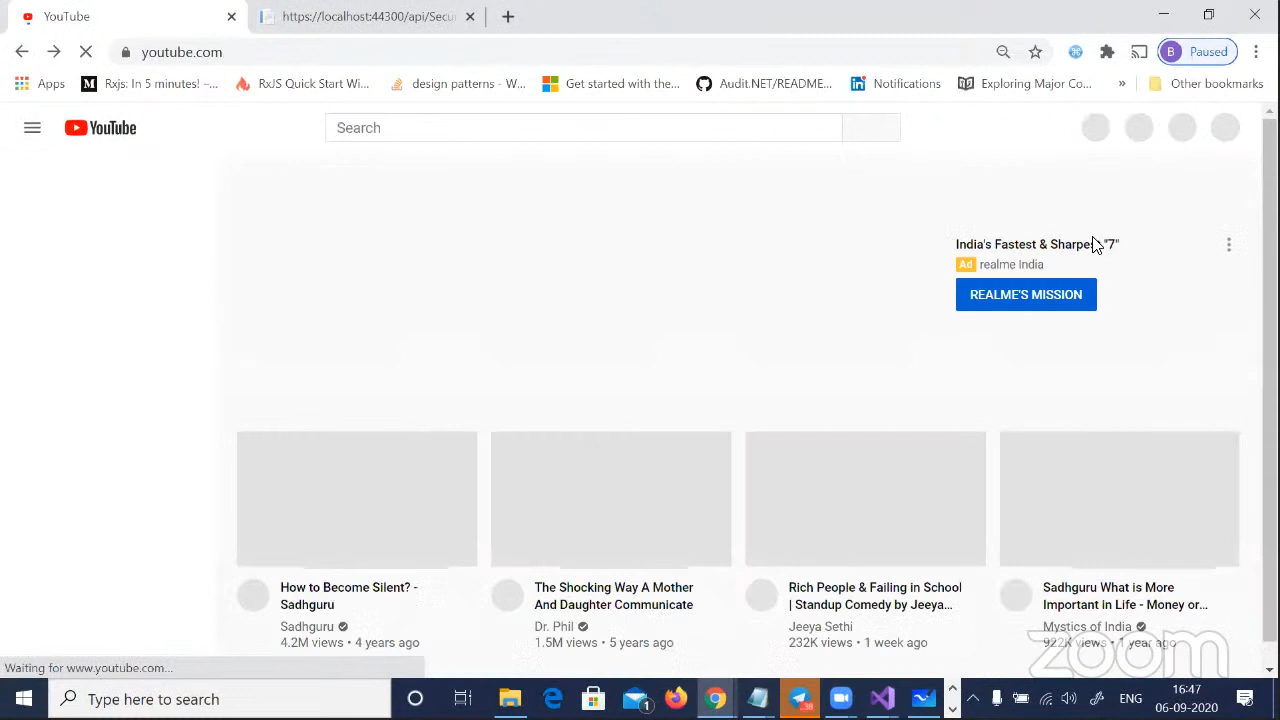 YouTube
https://localhost:44300/api/Secu
youtube.com
Paused
Apps
Rxjs: In 5 minutes! –...
RxJS Quick Start Wi...
design patterns - W...
Get started with the...
Audit.NET/README...
Notifications
Exploring Major Co...
»
Other bookmarks
YouTube
Search
India's Fastest & Sharpes "7"
Ad realme India
REALME'S MISSION
How to Become Silent? -
Sadhguru
Sadhguru
4.2M views • 4 years ago
The Shocking Way A Mother
And Daughter Communicate
Dr. Phil
1.5M views • 5 years ago
Rich People & Failing in School
| Standup Comedy by Jeeya...
Jeeya Sethi
232K views • 1 week ago
Sadhguru What is More
Important in Life - Money or...
Mystics of India
922K views • 1 year ago
zoom
Waiting for www.youtube.com...
Type here to search
1
38
ENG
16:47
06-09-2020